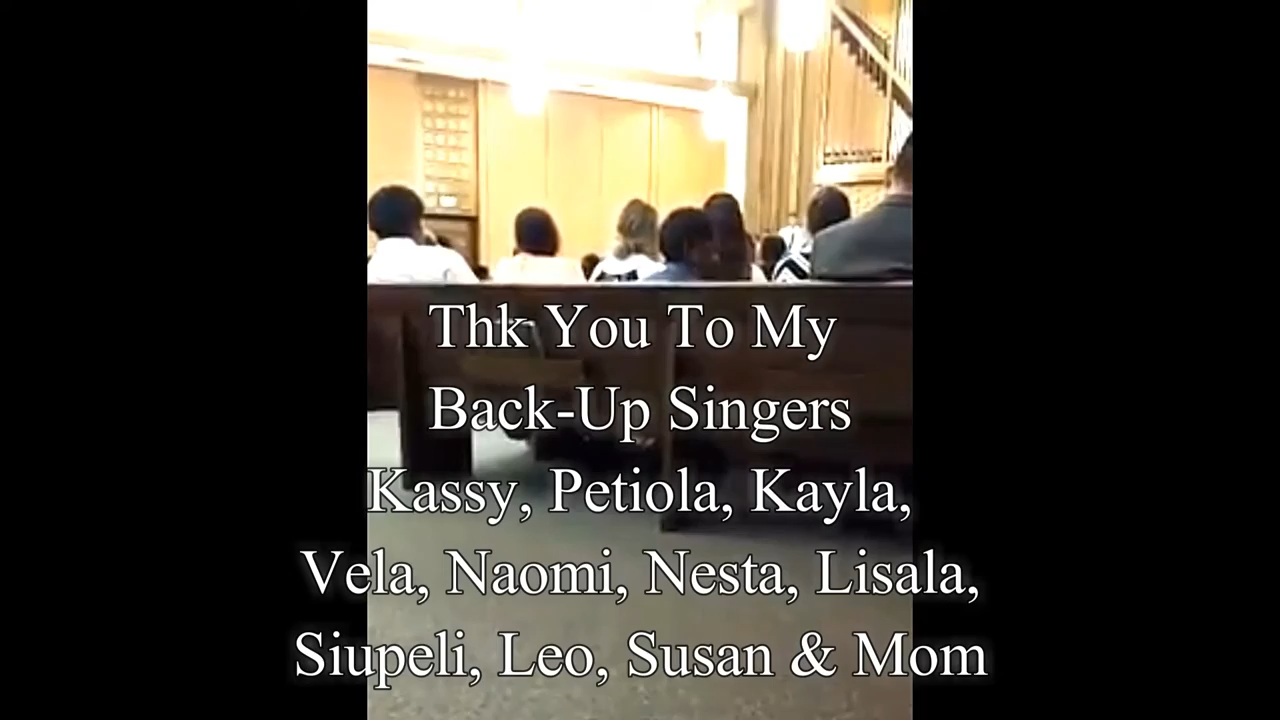 Thk You To My
Back-Up Singers
Kassy, Petiola, Kayla,
Vela, Naomi, Nesta, Lisala,
Siupeli, Leo, Susan & Mom